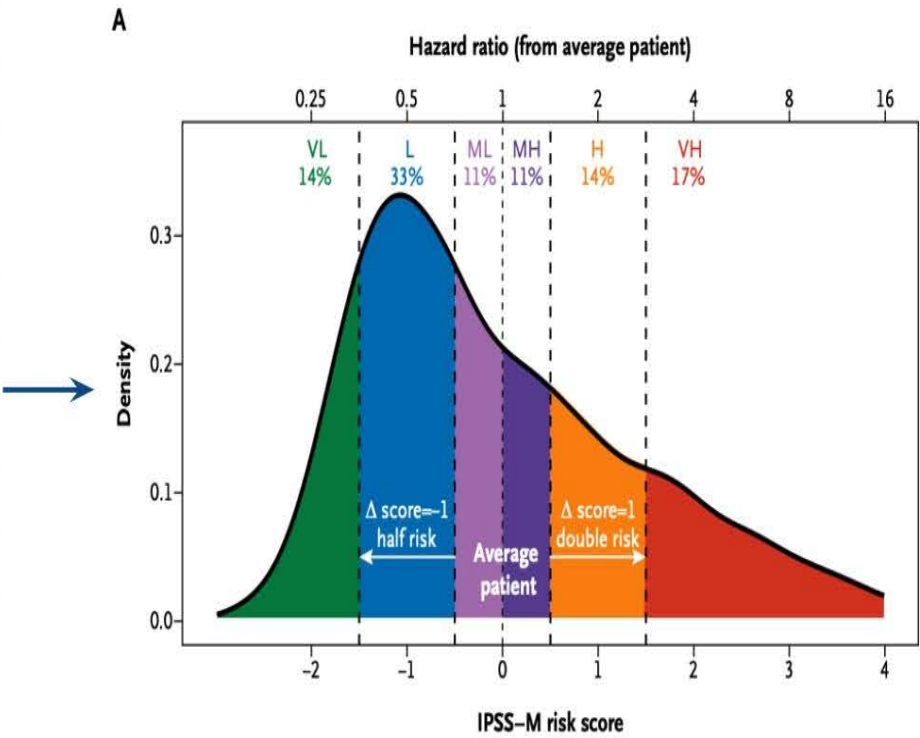 A
Hazard ratio (from average patient)
0.25 0.5 1 2 4 8 16
VL L ML MH H VH
14% 33% 11% 11% 14% 17%
0.3
0.2
0.1
0.0
Density
Δ score=–1
half risk
Average
patient
Δ score=1
double risk
–2 –1 0 1 2 3 4
IPSS–M risk score